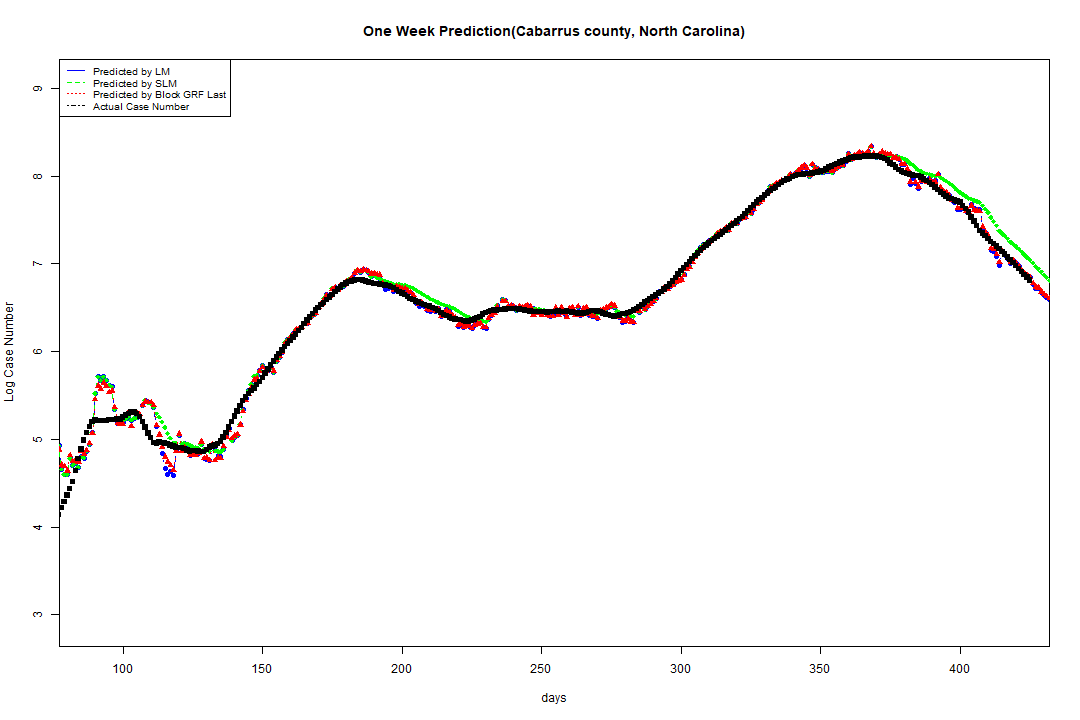 One Week Prediction(Cabarrus county, North Carolina)
Predicted by LM
Predicted by SLM
Predicted by Block GRF Last
Actual Case Number
9
8
7
6
5
4
3
Log Case Number
100 150 200 250 300 350 400
days